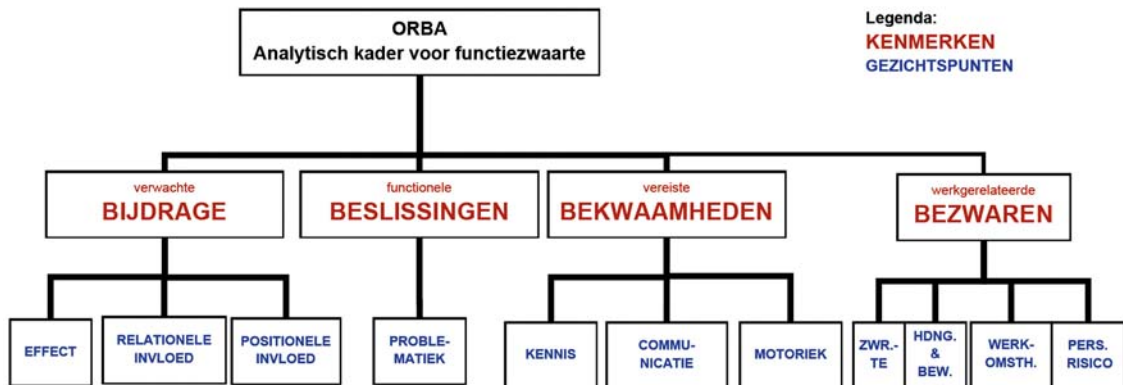 ORBA
Analytisch kader voor functiezwaarte
Legenda:
KENMERKEN
GEZICHTSPUNTEN
verwachte
BIJDRAGE
functionele
BESLISSINGEN
vereiste
BEKWAAMHEDEN
werkgerelateerde
BEZWAREN
EFFECT
RELATIONELE
INVLOED
POSITIONELE
INVLOED
PROBLE-
MATIEK
KENNIS
COMMU-
NICATIE
MOTORIEK
ZWR.-
TE
HDNG.
&
BEW.
WERK-
OMSTH.
PERS.
RISICO